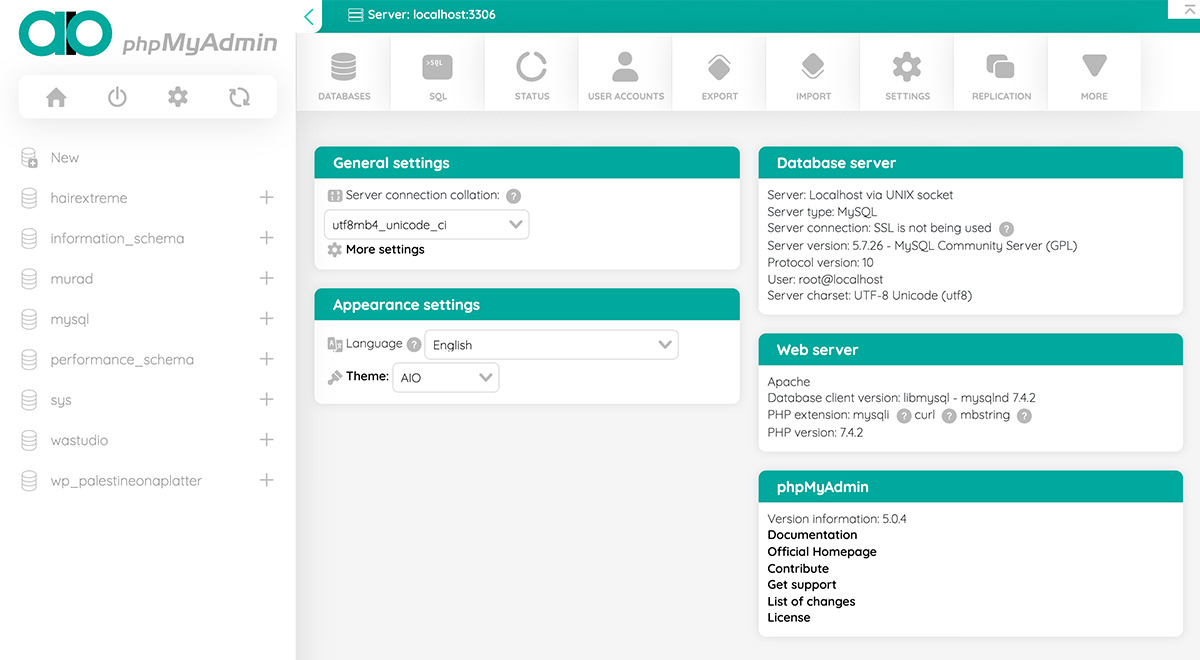 aio phpMyAdmin
New
hairextreme
information_schema
murad
mysql
performance_schema
sys
wastudio
wp_palestineonaplatter
Server: localhost:3306
DATABASES
>SQL
SQL
STATUS
USER ACCOUNTS
EXPORT
IMPORT
SETTINGS
REPLICATION
MORE
General settings
Server connection collation: ?
utf8mb4_unicode_ci
More settings
Appearance settings
Language ? English
Theme: AIO
Database server
Server: Localhost via UNIX socket
Server type: MySQL
Server connection: SSL is not being used ?
Server version: 5.7.26 - MySQL Community Server (GPL)
Protocol version: 10
User: root@localhost
Server charset: UTF-8 Unicode (utf8)
Web server
Apache
Database client version: libmysql - mysqlnd 7.4.2
PHP extension: mysqli ? curl ? mbstring ?
PHP version: 7.4.2
phpMyAdmin
Version information: 5.0.4
Documentation
Official Homepage
Contribute
Get support
List of changes
License